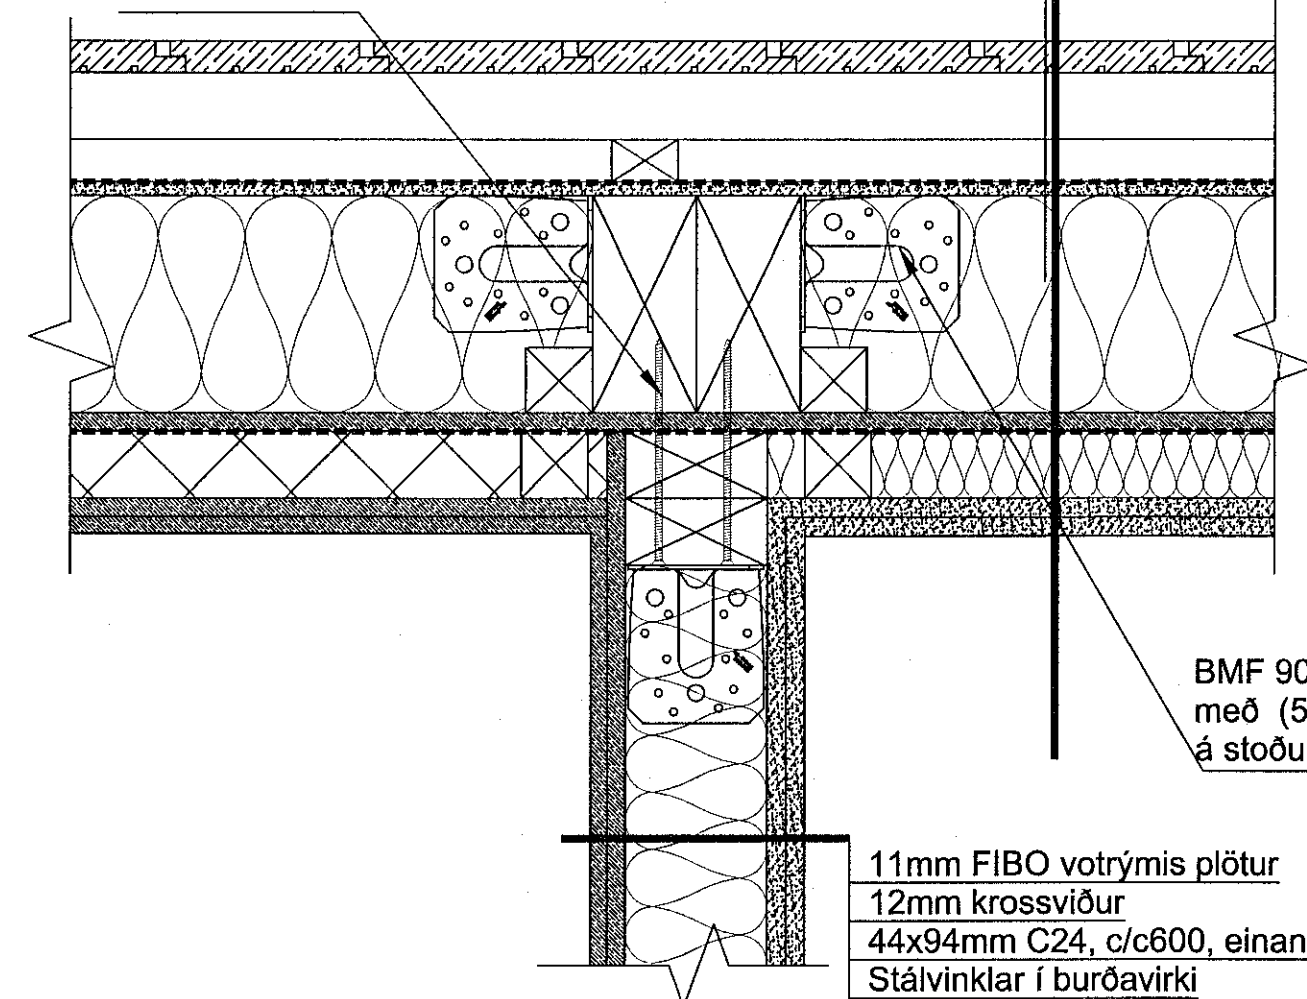 BMF 90
með (5
á stoðu
11mm FIBO votrýmis plötur
12mm krossviður
44x94mm C24, c/c600, einan
Stálvinklar í burðavirki